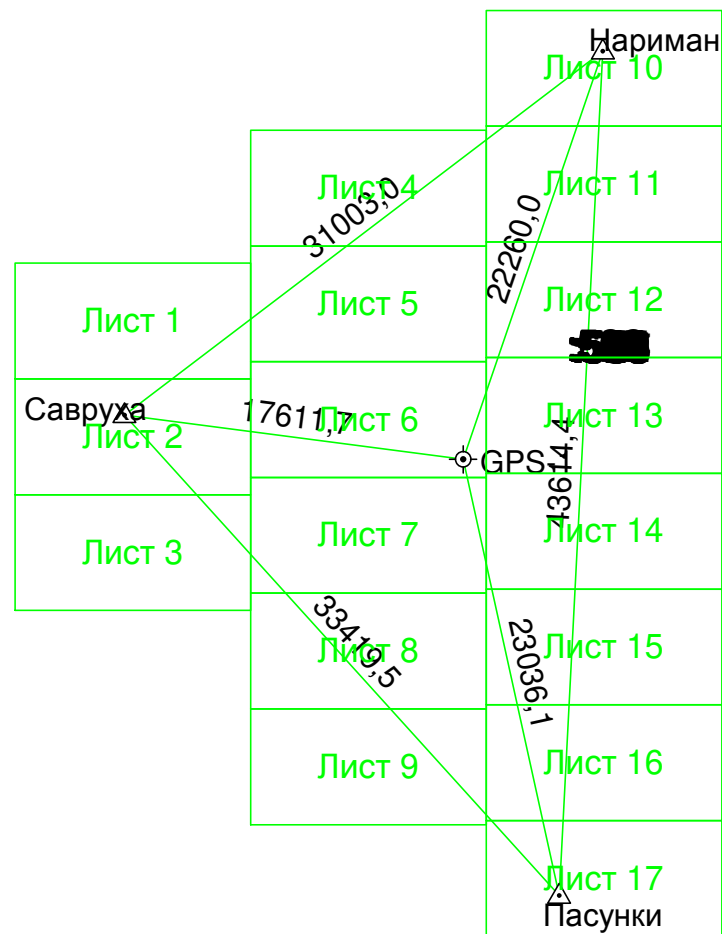 Нариман
Лист 10
Лист 4
Лист 11
31003,0
22260,0
Лист 5
Лист 12
Лист 1
Савруха
Лист 2
17611,7
Лист 6
Лист 13
GPS1
43614,4
Лист 3
Лист 7
Лист 14
33419,5
Лист 8
23036,1
Лист 15
Лист 9
Лист 16
Лист 17
Пасунки